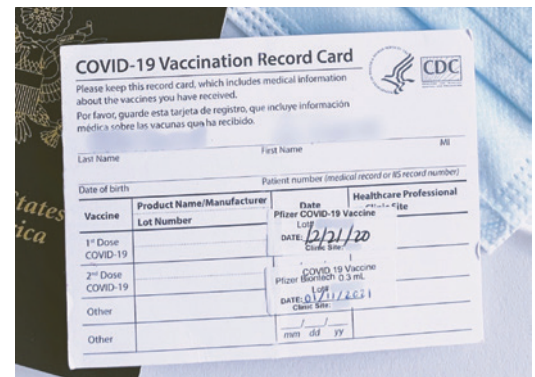 COVID-19 Vaccination Record Card
CDC
Please keep this record card, which includes medical information
about the vaccines you have received.
Por favor, guarde esta tarjeta de registro, que incluye información
médica sobre las vacunas que ha recibido.
Last Name First Name MI
Date of birth Patient number (medical record or IIS record number)
Vaccine Product Name/Manufacturer Date Healthcare Professional
Lot Number
Pfizer COVID-19 Vaccine
Lot#
1st Dose
COVID-19
DATE: 12/21/20
Clinic Site:
2nd Dose
COVID-19
COVID 19 Vaccine
Pfizer Biontech 0.3 mL
Lot#
DATE: 01/11/2021
Clinic Site:
Other
Other
mm dd yy
tates
ica